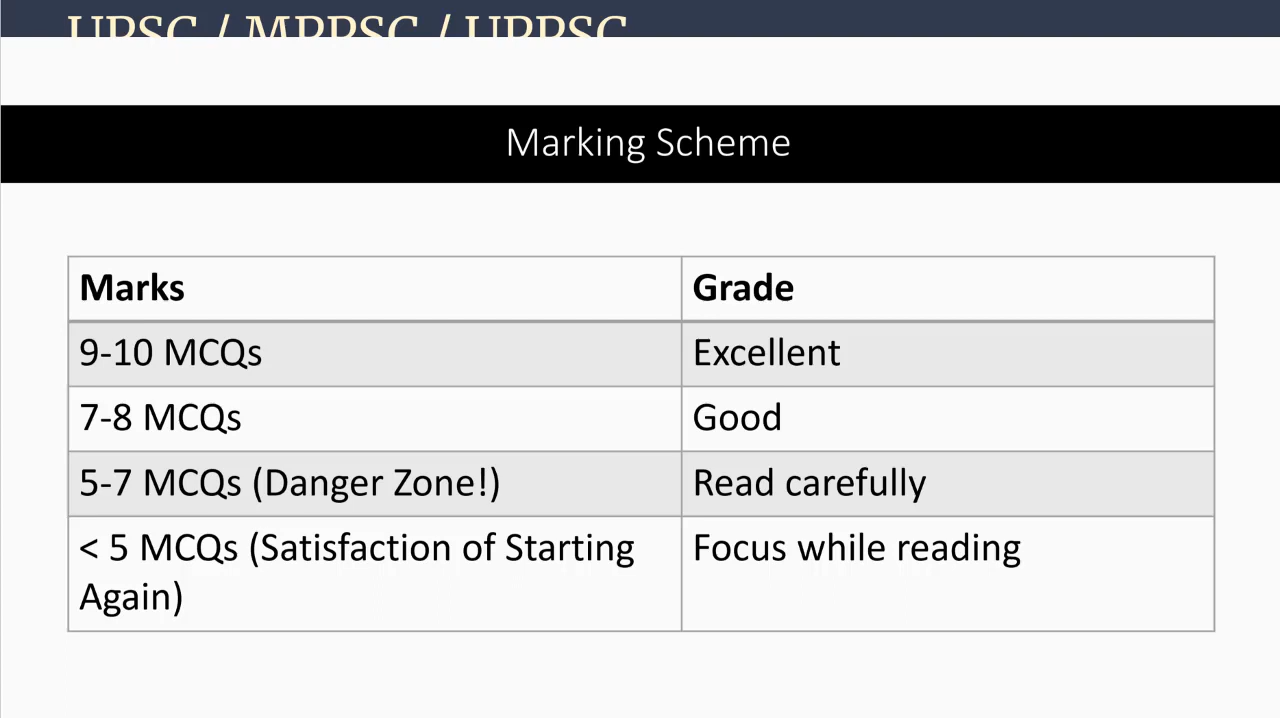 UPSC / MPPSC / UPPSC
Marking Scheme
Marks Grade
9-10 MCQs Excellent
7-8 MCQs Good
5-7 MCQs (Danger Zone!) Read carefully
< 5 MCQs (Satisfaction of Starting Focus while reading
Again)